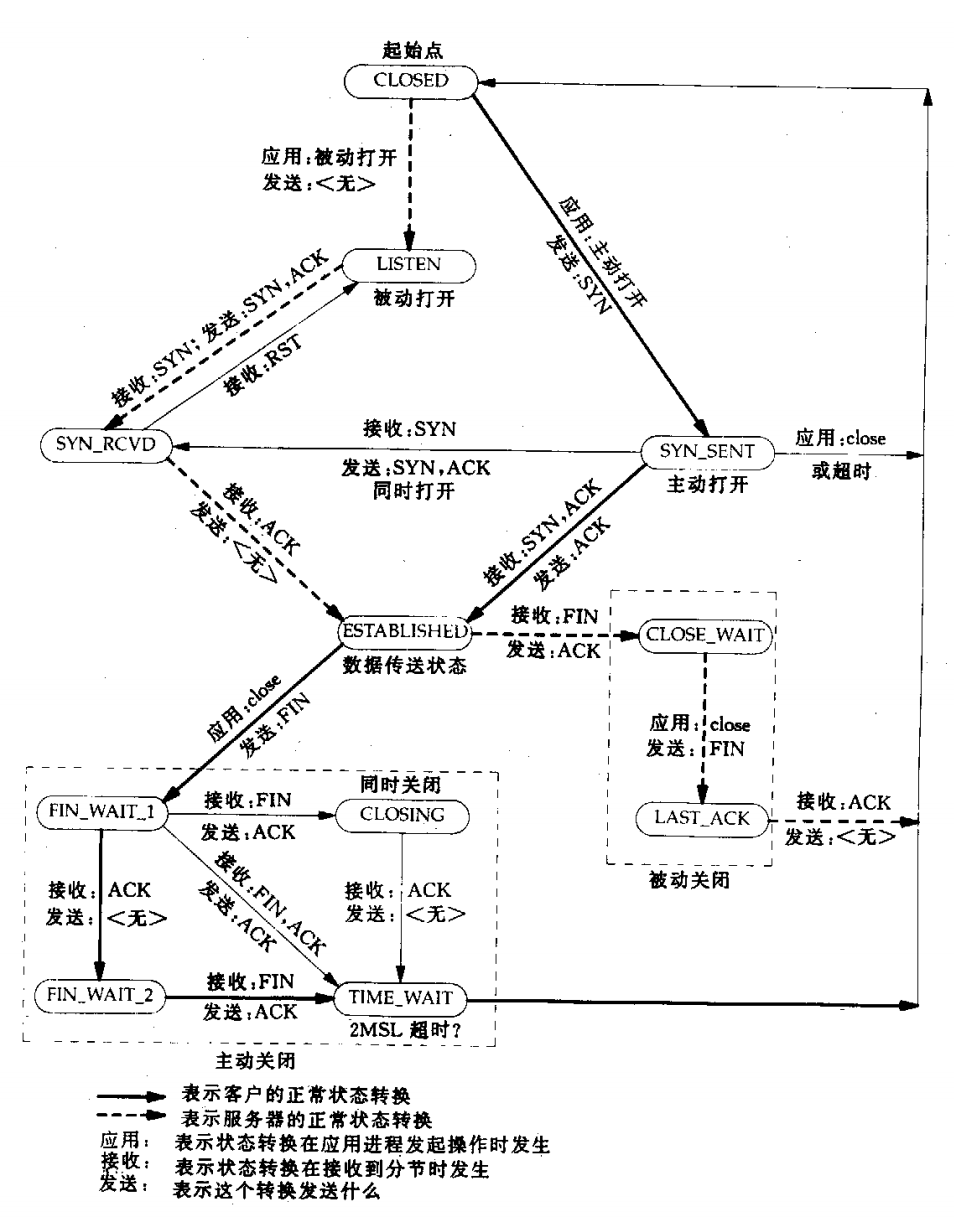 起始点
CLOSED
应用:被动打开
发送:<无>
应用:主动打开
发送:SYN
LISTEN
被动打开
接收:SYN; 发送:SYN,ACK
接收:RST
SYN_RCVD
接收:SYN
发送:SYN,ACK
同时打开
SYN_SENT
主动打开
应用:close
或超时
接收:ACK
发送:<无>
接收:SYN,ACK
发送:ACK
ESTABLISHED
数据传送状态
接收:FIN
发送:ACK
CLOSE_WAIT
应用:close
发送:FIN
应用: close
发送: FIN
LAST_ACK
接收:ACK
发送:<无>
被动关闭
同时关闭
FIN_WAIT_1
接收:FIN
发送:ACK
CLOSING
接收: ACK
发送: <无>
接收:FIN,ACK
发送:ACK
接收: ACK
发送: <无>
FIN_WAIT_2
接收:FIN
发送:ACK
TIME_WAIT
2MSL 超时?
主动关闭
表示客户的正常状态转换
表示服务器的正常状态转换
应用: 表示状态转换在应用进程发起操作时发生
接收: 表示状态转换在接收到分节时发生
发送: 表示这个转换发送什么